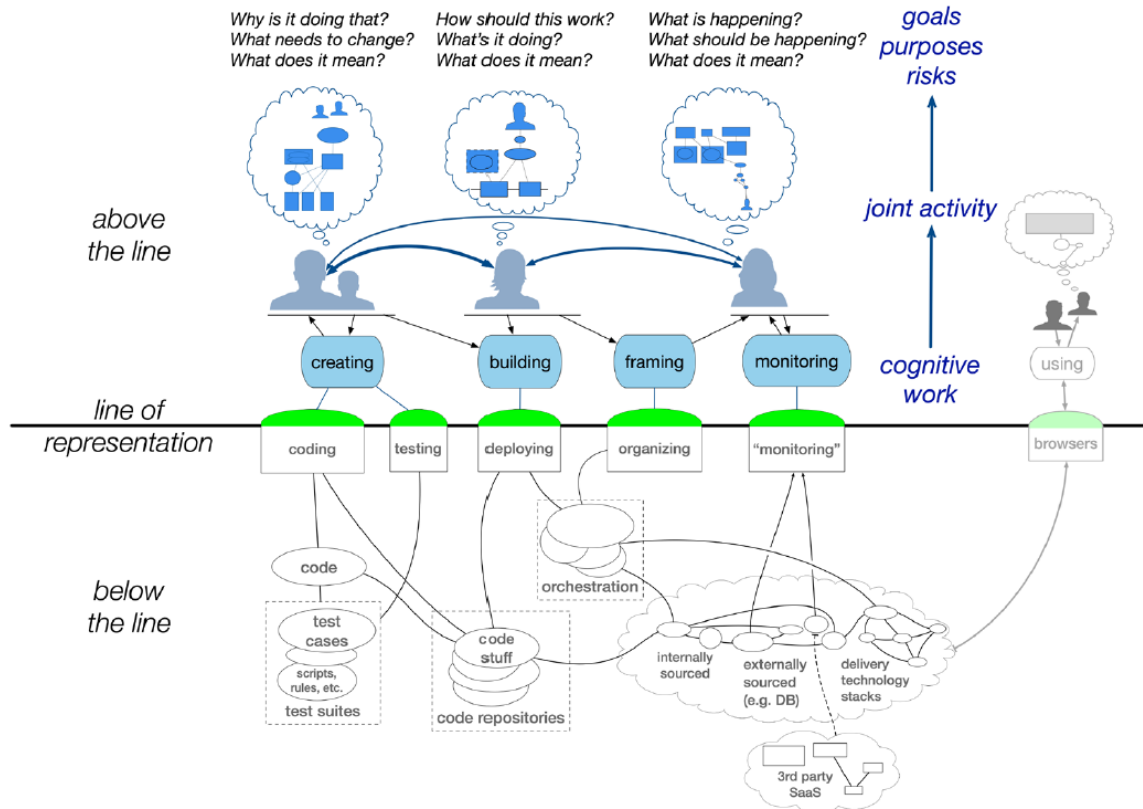 Why is it doing that?
What needs to change?
What does it mean?
How should this work?
What's it doing?
What does it mean?
What is happening?
What should be happening?
What does it mean?
goals
purposes
risks
above
the line
joint activity
creating
building
framing
monitoring
cognitive
work
using
line of
representation
coding
testing
deploying
organizing
"monitoring"
browsers
below
the line
code
test
cases
scripts,
rules, etc.
test suites
code
stuff
code repositories
orchestration
internally
sourced
externally
sourced
(e.g. DB)
delivery
technology
stacks
3rd party
SaaS